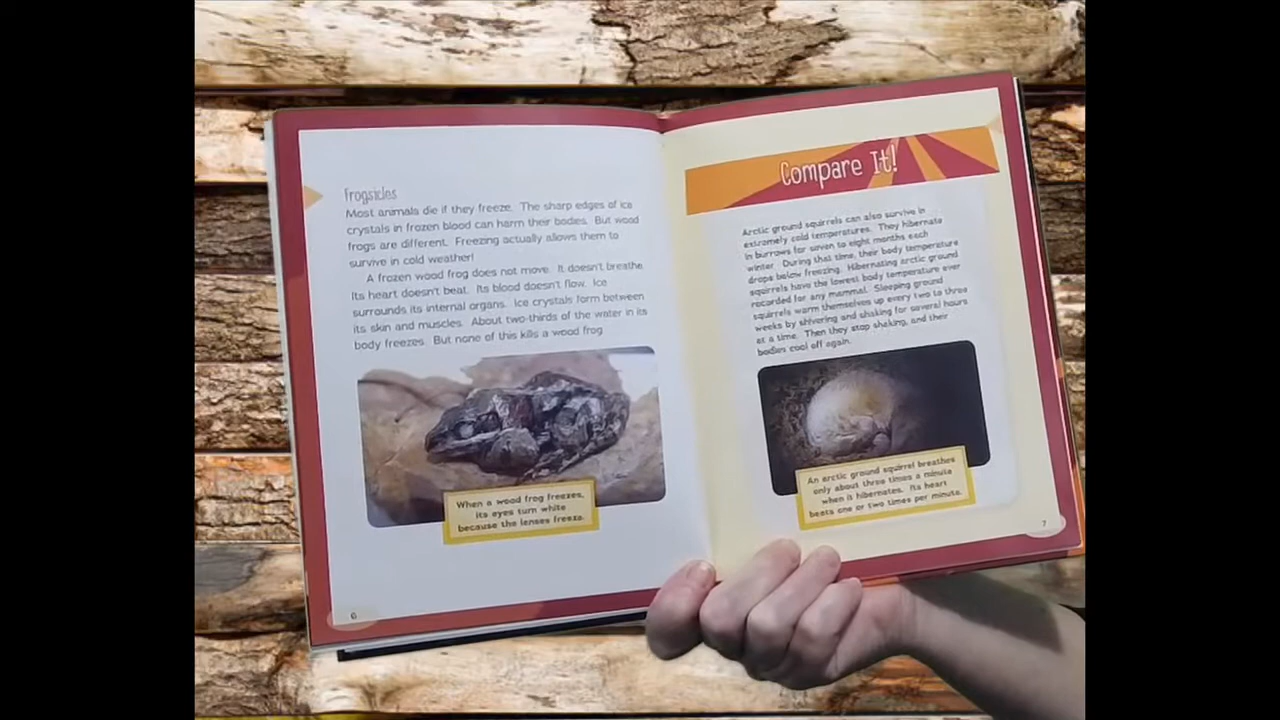 Frogsicles
Most animals die if they freeze. The sharp edges of ice
crystals in frozen blood can harm their bodies. But wood
frogs are different. Freezing actually allows them to
survive in cold weather!
A frozen wood frog does not move. It doesn't breathe
Its heart doesn't beat. Its blood doesn't flow. Ice
surrounds its internal organs. Ice crystals form between
its skin and muscles. About two-thirds of the water in its
body freezes. But none of this kills a wood frog
When a wood frog freezes,
its eyes turn white
because the lenses freeze.
6
Compare It!
Arctic ground squirrels can also survive in
extremely cold temperatures. They hibernate
in burrows for seven to eight months each
winter. During that time, their body temperature
drops below freezing. Hibernating arctic ground
squirrels have the lowest body temperature ever
recorded for any mammal. Sleeping ground
squirrels warm themselves up every two to three
weeks by shivering and shaking for several hours
at a time. Then they stop shaking, and their
bodies cool off again.
An arctic ground squirrel breathes
only about three times a minute
when it hibernates. Its heart
beats one or two times per minute.
7